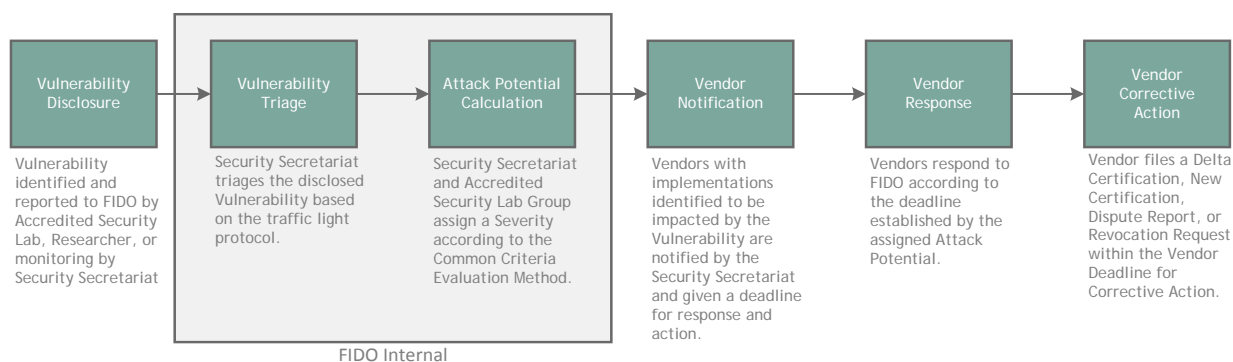 Vulnerability
Disclosure
Vulnerability
identified and
reported to FIDO by
Accredited Security
Lab, Researcher, or
monitoring by
Security Secretariat
Vulnerability
Triage
Security Secretariat
triages the disclosed
Vulnerability based
on the traffic light
protocol.
Attack Potential
Calculation
Security Secretariat
and Accredited
Security Lab Group
assign a Severity
according to the
Common Criteria
Evaluation Method.
FIDO Internal
Vendor
Notification
Vendors with
implementations
identified to be
impacted by the
Vulnerability are
notified by the
Security Secretariat
and given a deadline
for response and
action.
Vendor
Response
Vendors respond to
FIDO according to
the deadline
established by the
assigned Attack
Potential.
Vendor
Corrective
Action
Vendor files a Delta
Certification, New
Certification,
Dispute Report, or
Revocation Request
within the Vendor
Deadline for
Corrective Action.